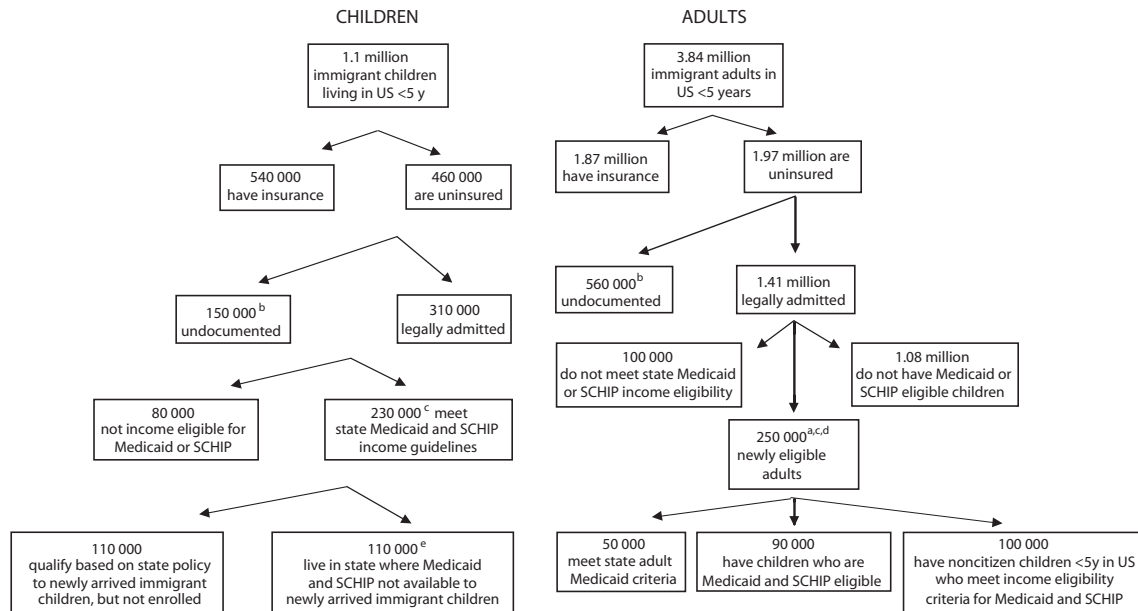 CHILDREN
1.1 million
immigrant children
living in US <5 y
540 000
have insurance
460 000
are uninsured
150 000 b
undocumented
310 000
legally admitted
80 000
not income eligible for
Medicaid or SCHIP
230 000 c meet
state Medicaid and SCHIP
income guidelines
110 000
qualify based on state policy
to newly arrived immigrant
children, but not enrolled
110 000 e
live in state where Medicaid
and SCHIP not available to
newly arrived immigrant children
ADULTS
3.84 million
immigrant adults in
US <5 years
1.87 million
have insurance
1.97 million are
uninsured
560 000b
undocumented
1.41 million
legally admitted
100 000
do not meet state Medicaid
or SCHIP income eligibility
1.08 million
do not have Medicaid or
SCHIP eligible children
250 000a,c,d
newly eligible
adults
50 000
meet state adult
Medicaid criteria
90 000
have children who are
Medicaid and SCHIP eligible
100 000
have noncitizen children <5y in US
who meet income eligibility
criteria for Medicaid and SCHIP